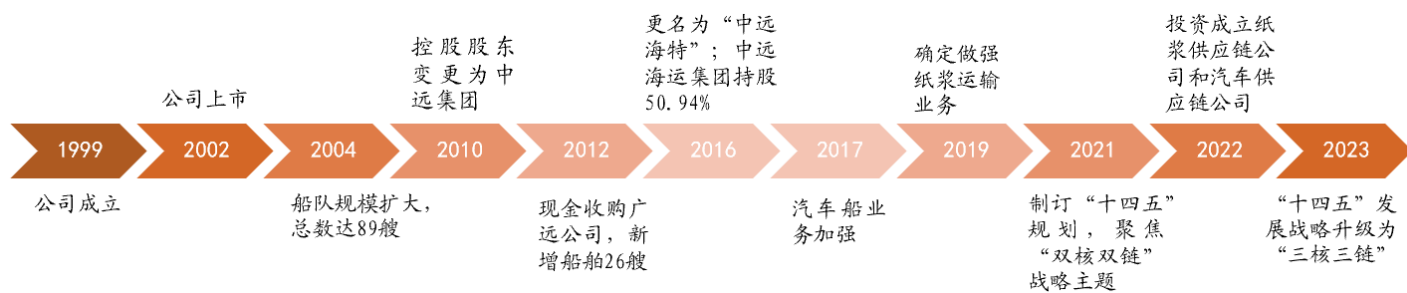 更名为“中远
海特”；中远
海运集团持股
50.94%
投资成立纸
浆供应链公
司和汽车供
应链公司
控股股东
变更为中
远集团
确定做强
纸浆运输
业务
公司上市
1999
2002
2004
2010
2012
2016
2017
2019
2021
2022
2023
公司成立
船队规模扩大，
总数达89艘
现金收购广
远公司，新
增船舶26艘
汽车船业
务加强
制订“十四五”
规划，聚焦
“双核双链”
战略主题
“十四五”发
展战略升级为
“三核三链”